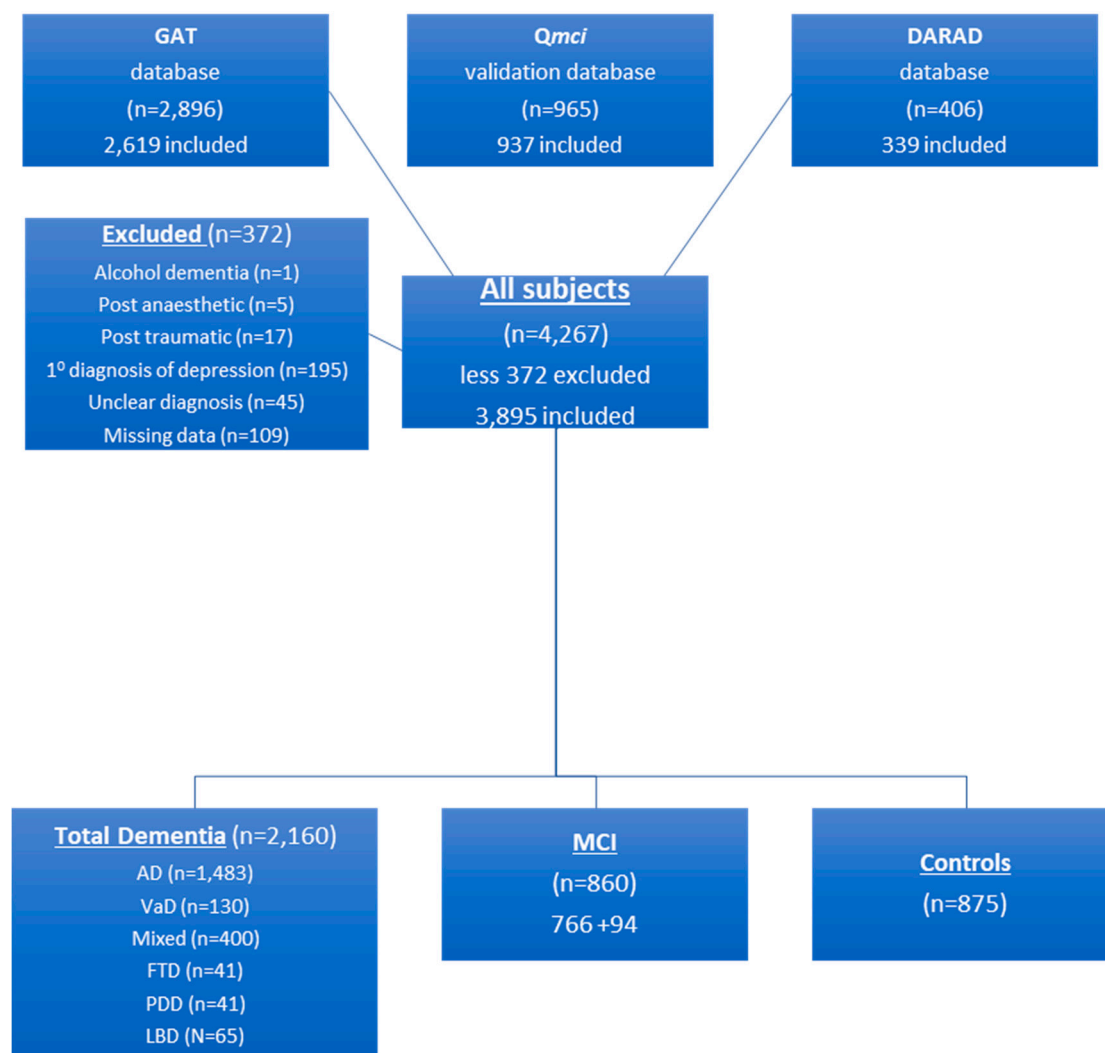 GAT
database
(n=2,896)
2,619 included
Qmci
validation database
(n=965)
937 included
DARAD
database
(n=406)
339 included
Excluded (n=372)
Alcohol dementia (n=1)
Post anaesthetic (n=5)
Post traumatic (n=17)
1⁰ diagnosis of depression (n=195)
Unclear diagnosis (n=45)
Missing data (n=109)
All subjects
(n=4,267)
less 372 excluded
3,895 included
Total Dementia (n=2,160)
AD (n=1,483)
VaD (n=130)
Mixed (n=400)
FTD (n=41)
PDD (n=41)
LBD (N=65)
MCI
(n=860)
766 +94
Controls
(n=875)